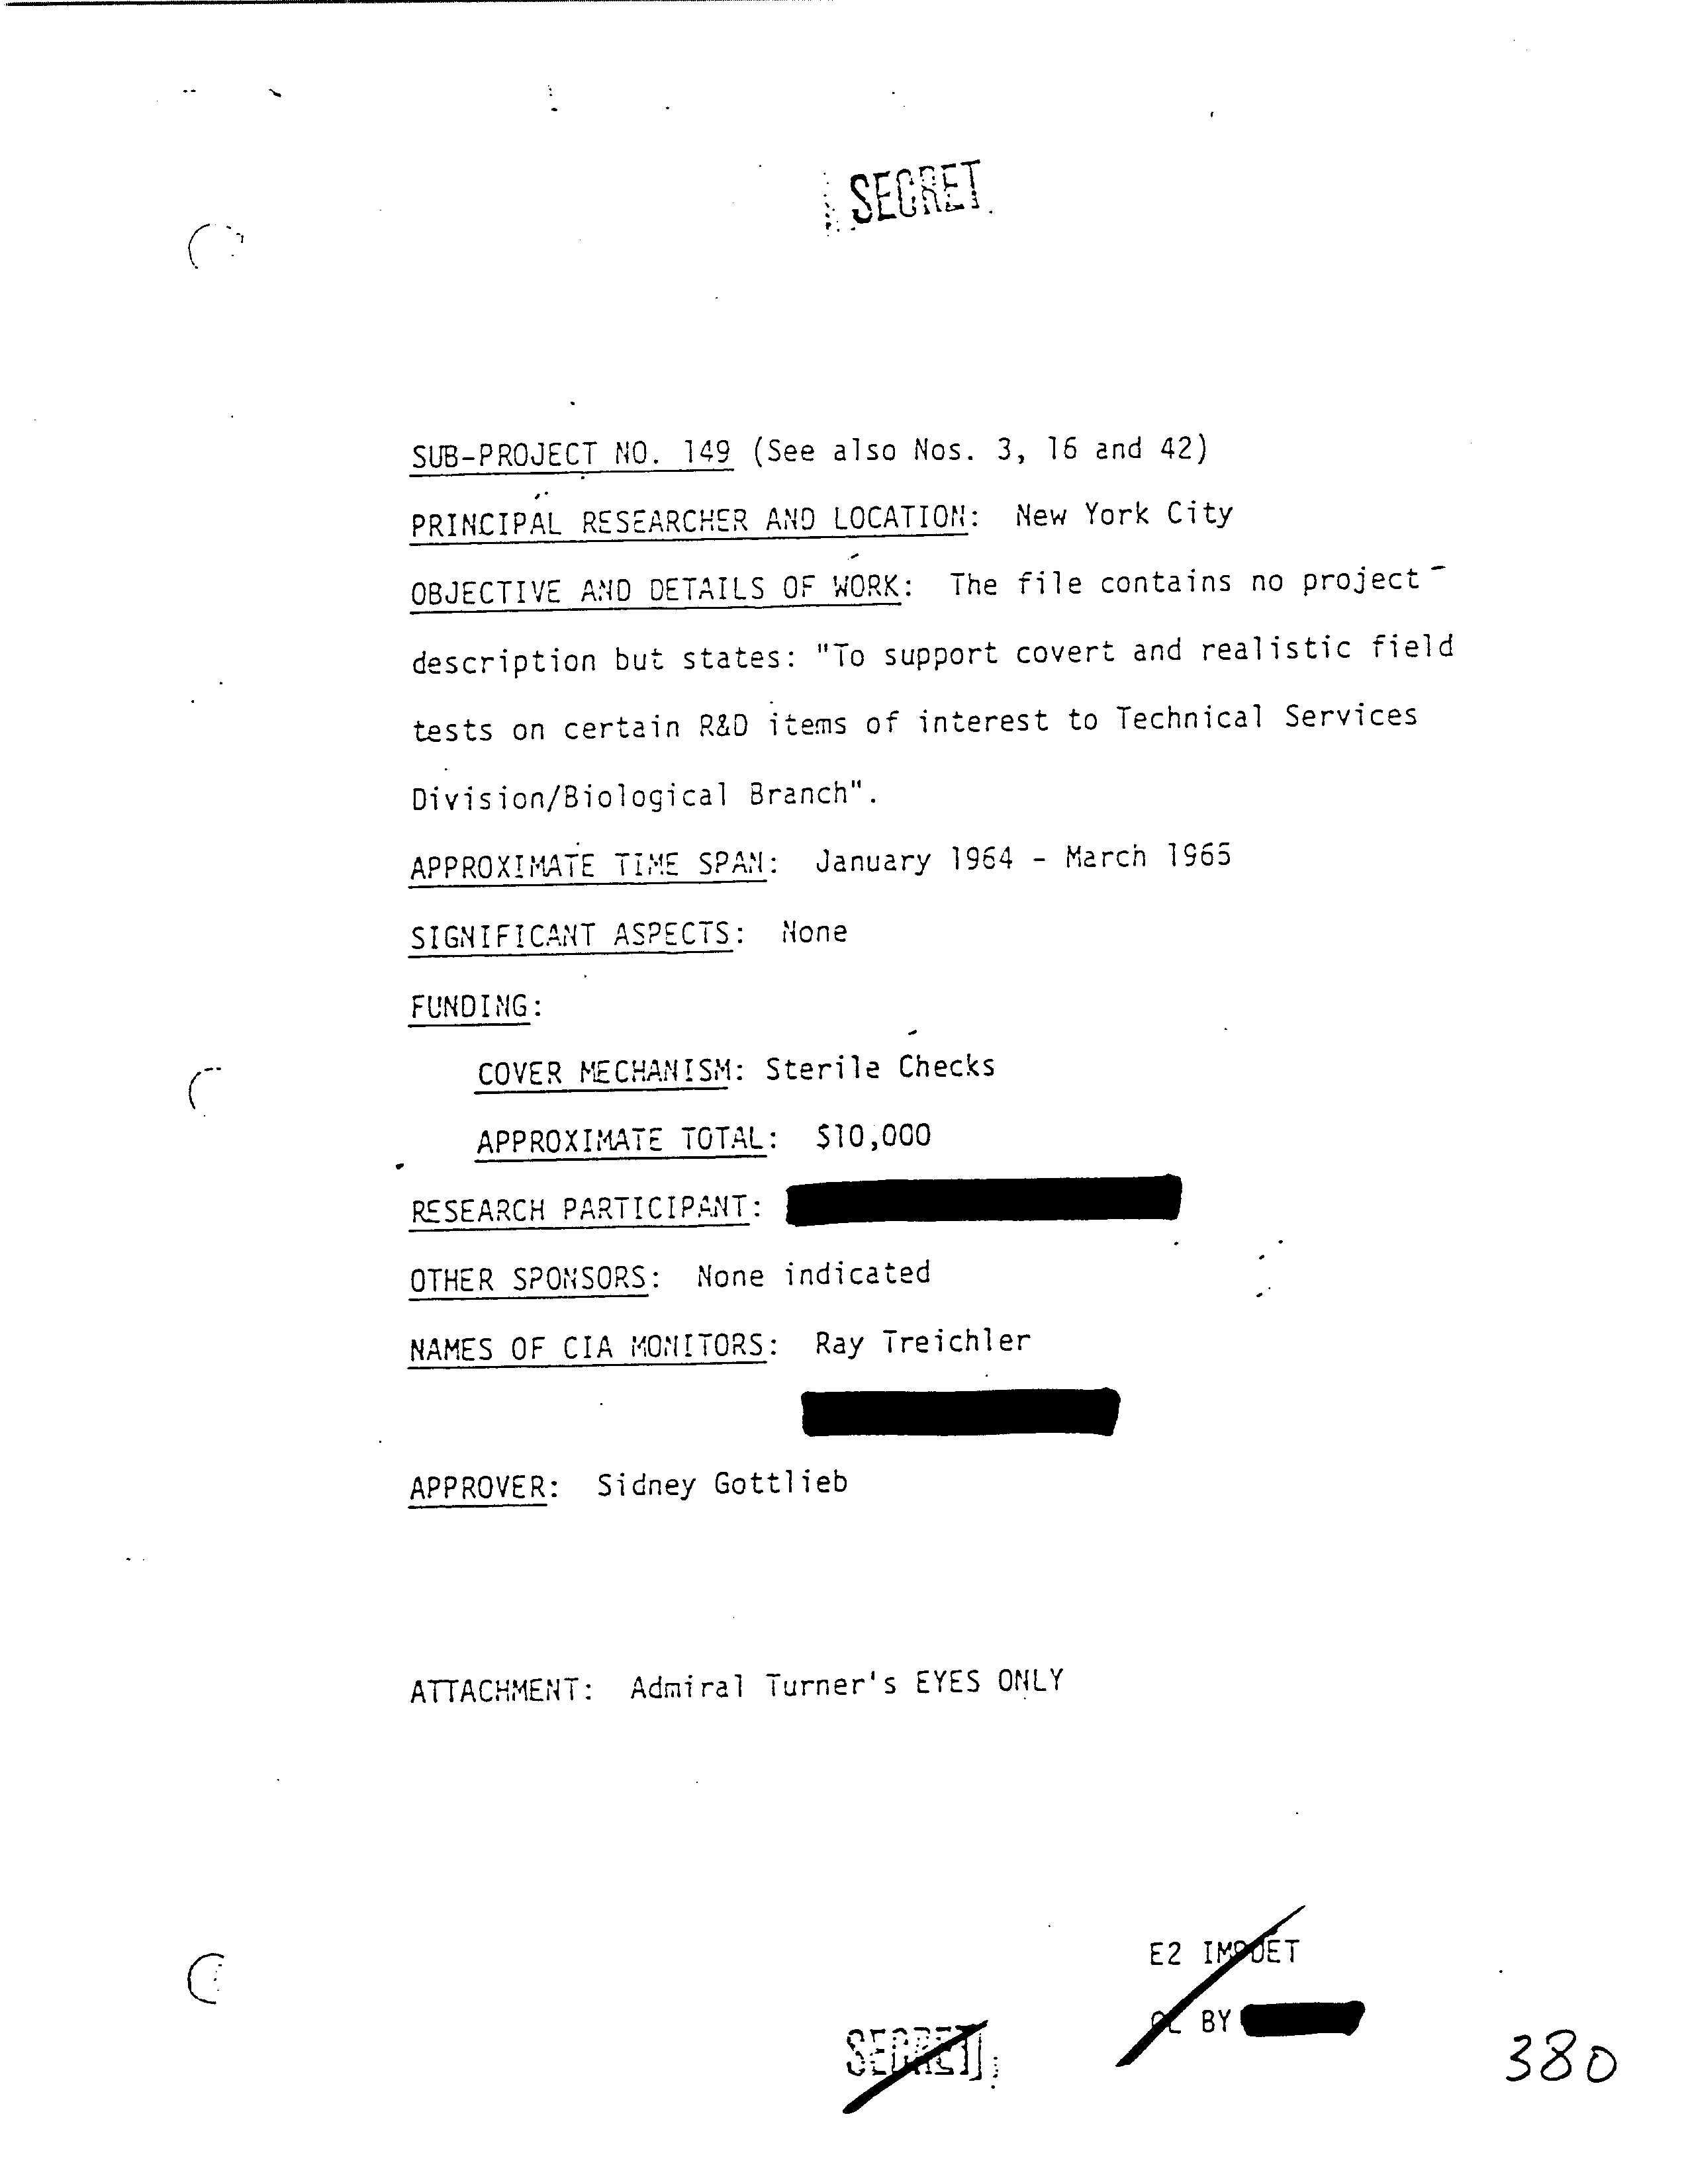 SECRET
SUB-PROJECT NO. 149 (See also Nos. 3, 16 and 42)
PRINCIPAL RESEARCHER AND LOCATION: New York City
OBJECTIVE AND DETAILS OF WORK: The file contains no project
description but states: "To support covert and realistic field
tests on certain R&D items of interest to Technical Services
Division/Biological Branch".
APPROXIMATE TIME SPAN: January 1964 - March 1965
SIGNIFICANT ASPECTS: None
FUNDING:
COVER MECHANISM: Sterile Checks
APPROXIMATE TOTAL: $10,000
RESEARCH PARTICIPANT:
OTHER SPONSORS: None indicated
NAMES OF CIA MONITORS: Ray Treichler
APPROVER: Sidney Gottlieb
ATTACHMENT: Admiral Turner's EYES ONLY
E2 IMPDET
CL BY
SECRET
380